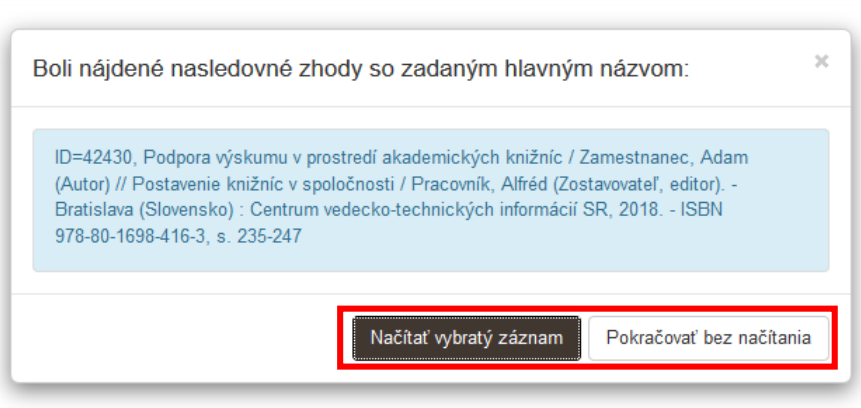 Boli nájdené nasledovné zhody so zadaným hlavným názvom:
×
ID=42430, Podpora výskumu v prostredí akademických knižníc / Zamestnanec, Adam
(Autor) // Postavenie knižníc v spoločnosti / Pracovník, Alfréd (Zostavovateľ, editor). -
Bratislava (Slovensko) : Centrum vedecko-technických informácií SR, 2018. - ISBN
978-80-1698-416-3, s. 235-247
Načítať vybratý záznam
Pokračovať bez načítania